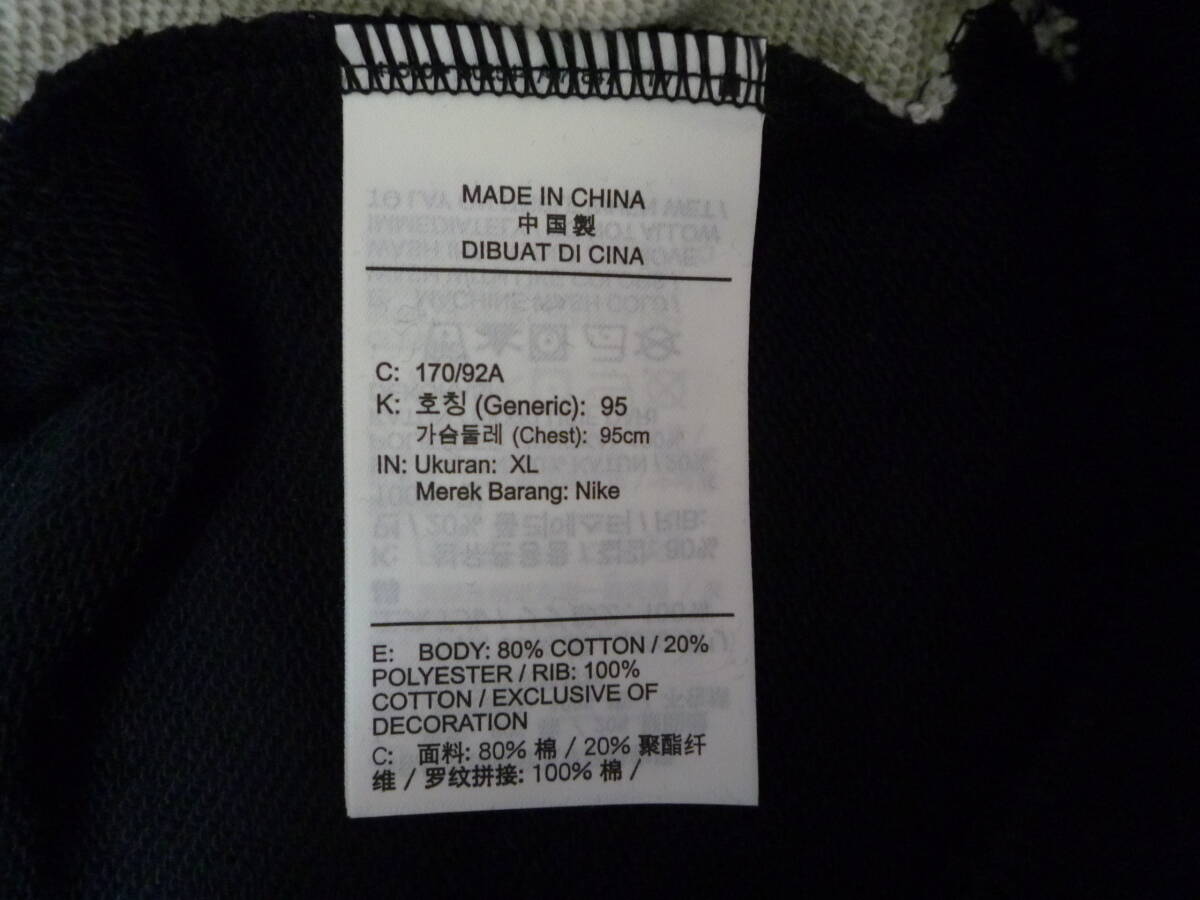 MADE IN CHINA
中国製
DIBUAT DI CINA
C: 170/92A
K: 호칭 (Generic): 95
가슴둘레 (Chest): 95cm
IN: Ukuran: XL
Merek Barang: Nike
E: BODY: 80% COTTON / 20%
POLYESTER / RIB: 100%
COTTON / EXCLUSIVE OF
DECORATION
C: 面料: 80% 棉 / 20% 聚酯纤
维 / 罗纹拼接: 100% 棉 /